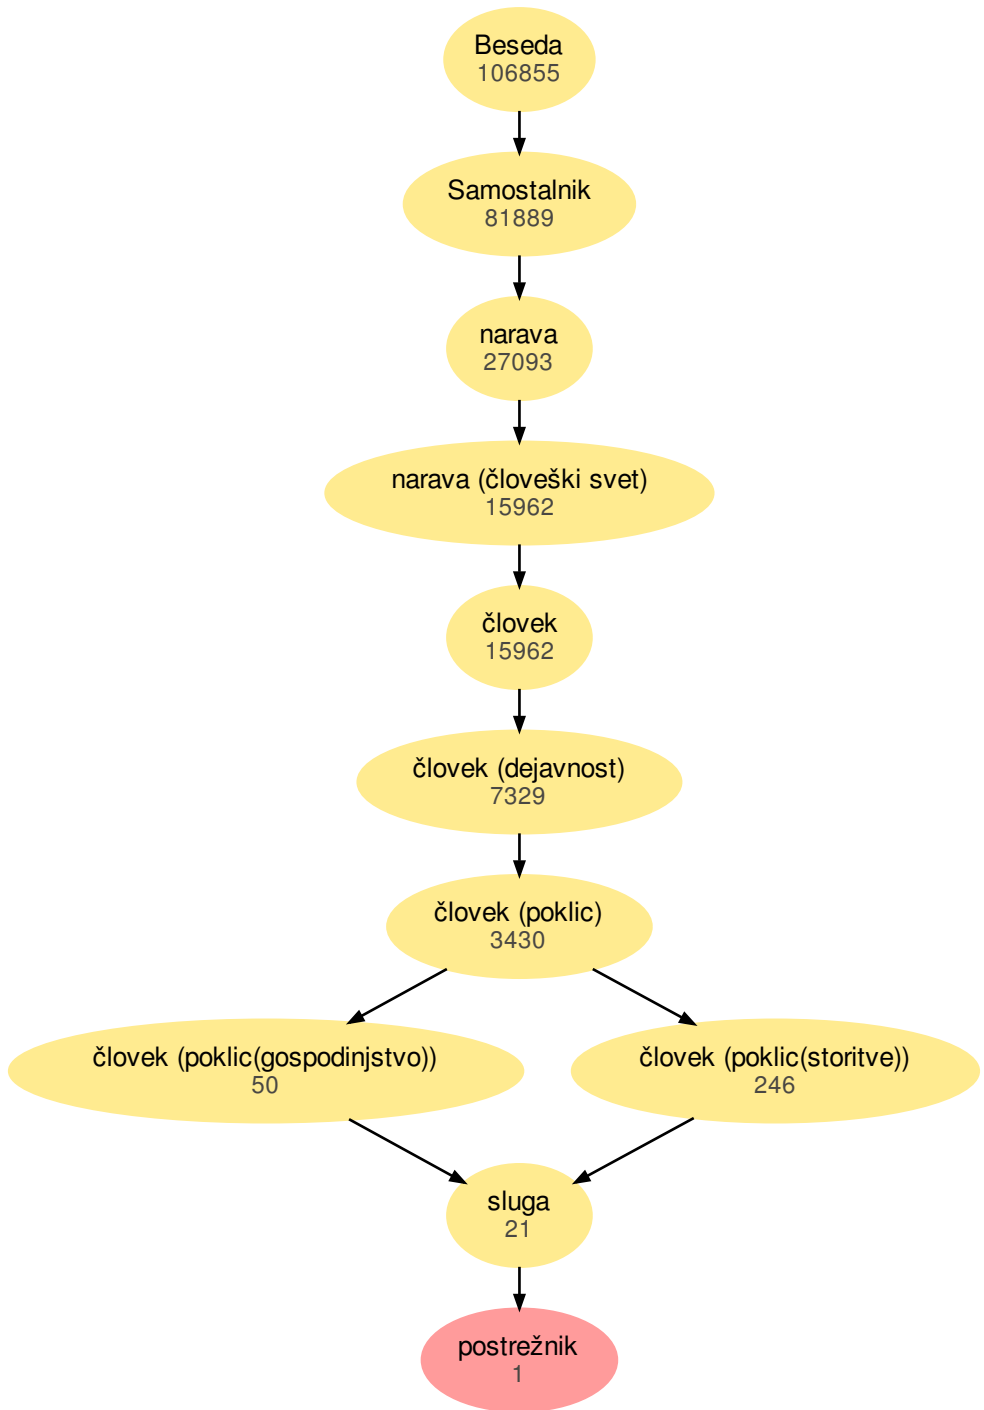 Beseda
106855
Samostalnik
81889
narava
27093
narava (človeški svet)
15962
človek
15962
človek (dejavnost)
7329
človek (poklic)
3430
človek (poklic(gospodinjstvo))
50
človek (poklic(storitve))
246
sluga
21
postrežnik
1